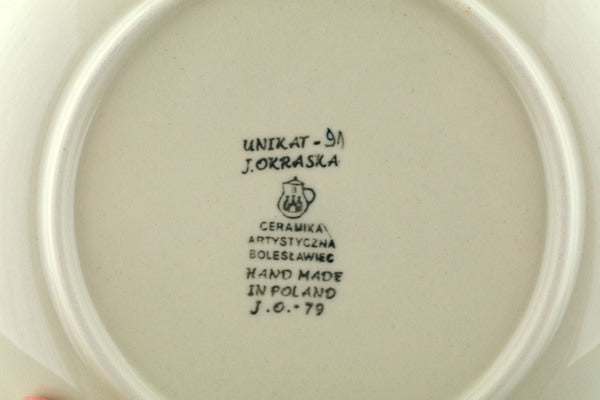 UNIKAT - 91
J.OKRASKA
CERAMIKA
ARTYSTYCZNA
BOLESŁAWIEC
HAND MADE
IN POLAND
J.O.-79